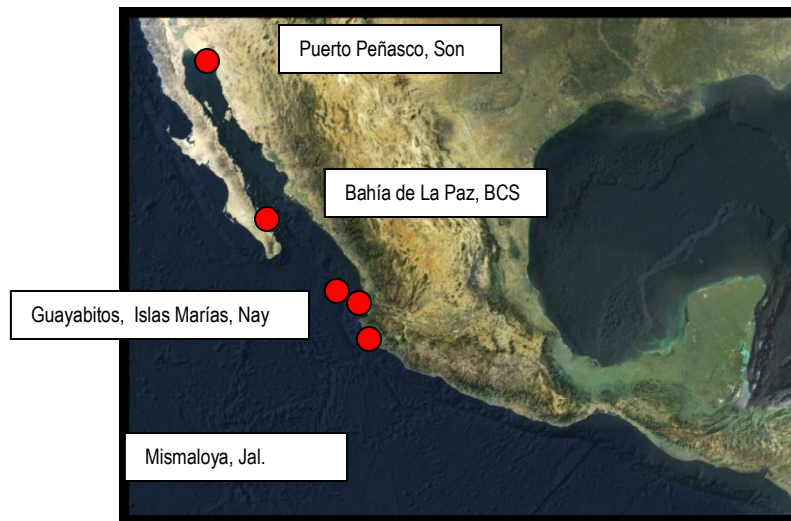 Puerto Peñasco, Son
Bahía de La Paz, BCS
Guayabitos, Islas Marías, Nay
Mismaloya, Jal.